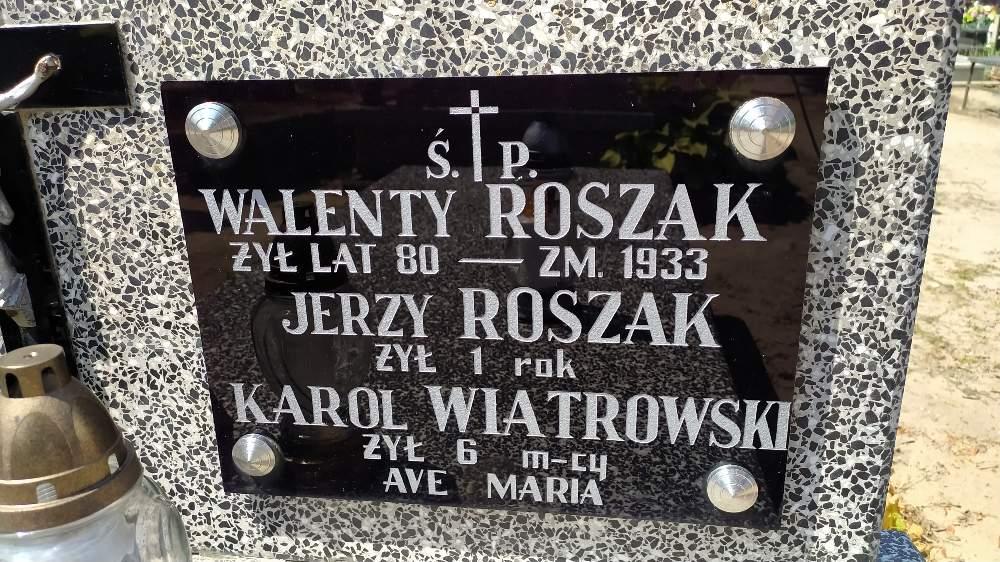 Ś. P.
WALENTY ROSZAK
ŻYŁ LAT 80 — ZM. 1933
JERZY ROSZAK
ŻYŁ 1 rok
KAROL WIATROWSKI
ŻYŁ 6 m-cy
AVE MARIA